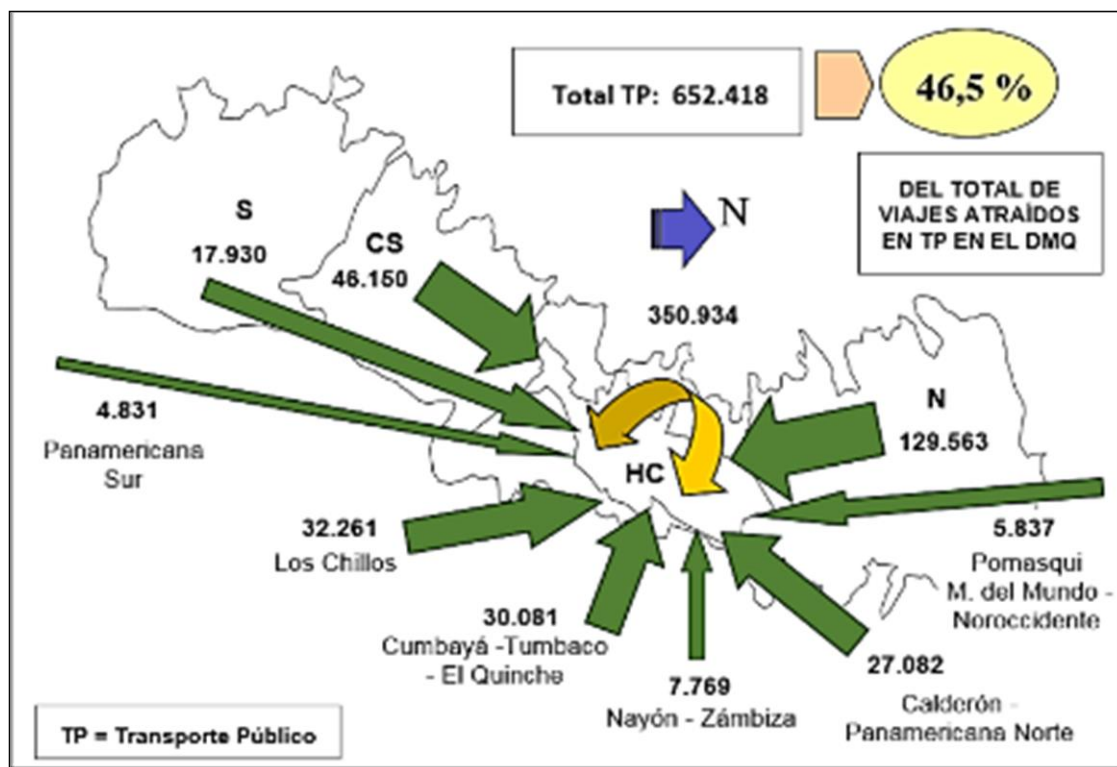 Total TP: 652.418
46,5 %
DEL TOTAL DE
VIAJES ATRAÌDOS
EN TP EN EL DMQ
N
S
17.930
CS
46.150
350.934
N
129.563
HC
4.831
Panamericana
Sur
32.261
Los Chillos
30.081
Cumbayá -Tumbaco
- El Quinche
7.769
Nayón - Zámbiza
27.082
Calderón -
Panamericana Norte
5.837
Pomasqui
M. del Mundo -
Noroccidente
TP = Transporte Público